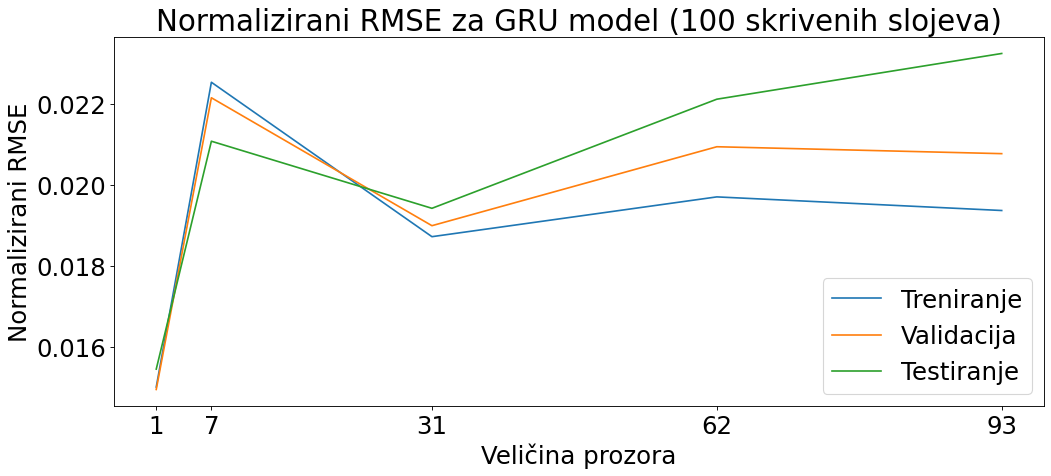 Normalizirani RMSE za GRU model (100 skrivenih slojeva)
Normalizirani RMSE
0.022
0.020
0.018
0.016
Treniranje
Validacija
Testiranje
1 7 31 62 93
Veličina prozora